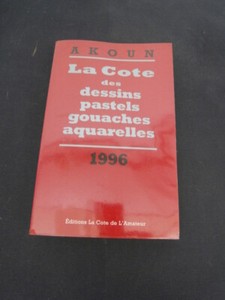 AKOUN
La Cote
des
dessins
pastels
gouaches
aquarelles
1996
Éditions La Cote de L'Amateur